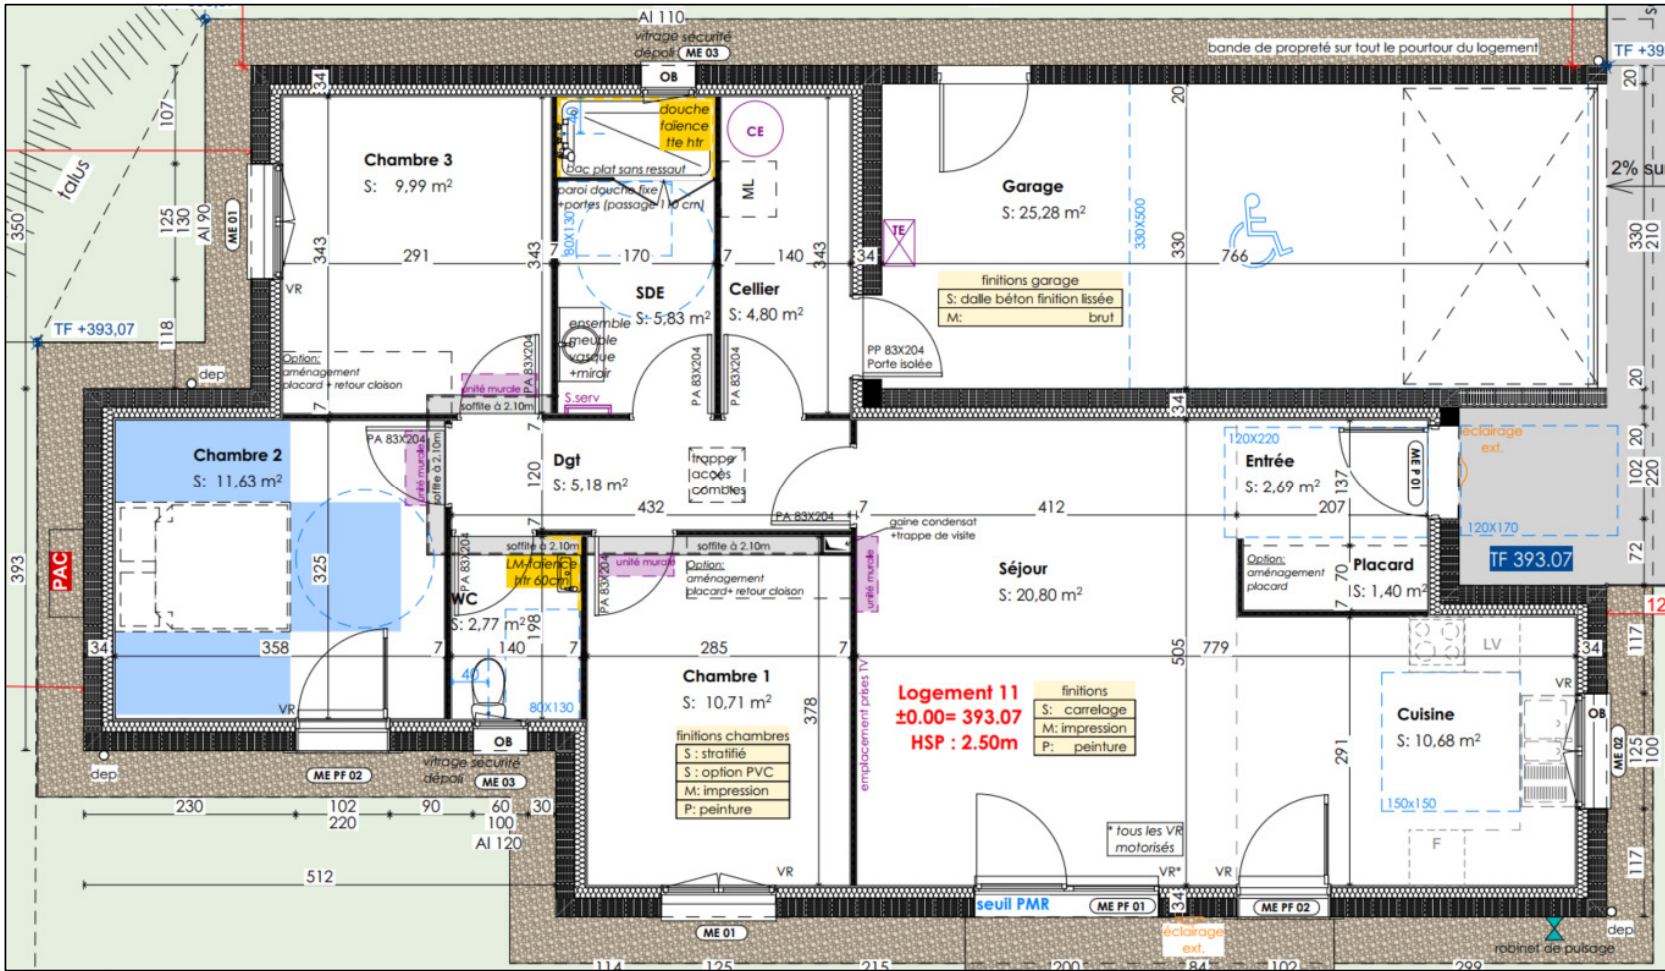 Al 110
vitrage sécurité
dépoli ME 03
OB
bande de propreté sur tout le pourtour du logement
TF +39
34
107
20
20
talus
350
125
130
Al 90
ME 01
Chambre 3
S: 9,99 m²
343
291
343
VR
douche
faïence
tte htr
40
bac plat sans ressaut
paroi douche fixe
+portes (passage 110 cm)
80X130
7
170
SDE
S: 5,83 m²
ensemble
meuble
vasque
+miroir
S.serv
CE
ML
7
140
343
34
Cellier
S: 4,80 m²
Garage
S: 25,28 m²
TE
330X500
330
766
2% su
330
210
finitions garage
S: dalle béton finition lissée
M: brut
PP 83X204
Porte isolée
TF +393,07
118
dep
Option:
aménagement
placard + retour cloison
7
unité murale
PA 83X204
soffite à 2.10m
PA 83X204
PA 83X204
34
20
Chambre 2
S: 11,63 m²
PA 83X204
unité murale
soffite à 2.10m
7
120
7
Dgt
S: 5,18 m²
trappe
accès
combles
432
PA 83X204
7
gaine condensat
+trappe de visite
412
120X220
Entrée
S: 2,69 m²
137
207
ME P 01
éclairage
ext.
120X170
20
102
220
72
TF 393.07
393
PAC
325
34
358
7
VR
PA 83X204
soffite à 2.10m
LM-faïence
htr 60cm
WC
S: 2,77 m²
198
140
7
40
80X130
PA 83X204
unité murale
soffite à 2.10m
Option:
aménagement
placard+ retour cloison
285
7
Chambre 1
S: 10,71 m²
378
finitions chambres
S : stratifié
S : option PVC
M: impression
P: peinture
VR
unité murale
emplacement prises TV
Séjour
S: 20,80 m²
505
779
Option:
aménagement
placard
70
7
Placard
S: 1,40 m²
12
117
34
Logement 11
±0.00= 393.07
HSP : 2.50m
finitions
S: carrelage
M: impression
P: peinture
LV
VR
Cuisine
S: 10,68 m²
291
150x150
F
OB
ME 02
125
100
117
* tous les VR
motorisés
VR*
VR
dep
ME PF 02
OB
vitrage sécurité
dépoli ME 03
230
102
220
90
60
100
30
Al 120
512
ME 01
seuil PMR
ME PF 01
34
ME PF 02
éclairage
ext.
dep
robinet de puisage
114
125
215
200
84
102
299